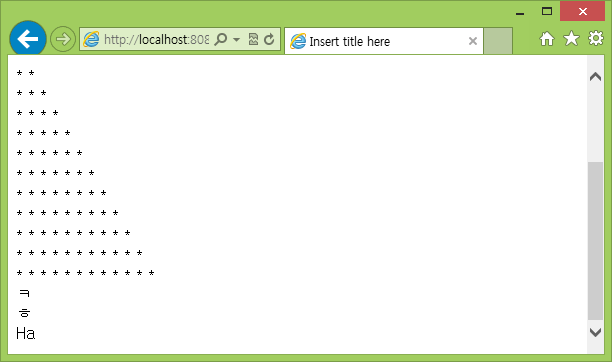 http://localhost:808
Insert title here
* *
* * *
* * * *
* * * * *
* * * * * *
* * * * * * *
* * * * * * * *
* * * * * * * * *
* * * * * * * * * *
* * * * * * * * * * *
* * * * * * * * * * * *
ㅋ
ㅎ
Ha